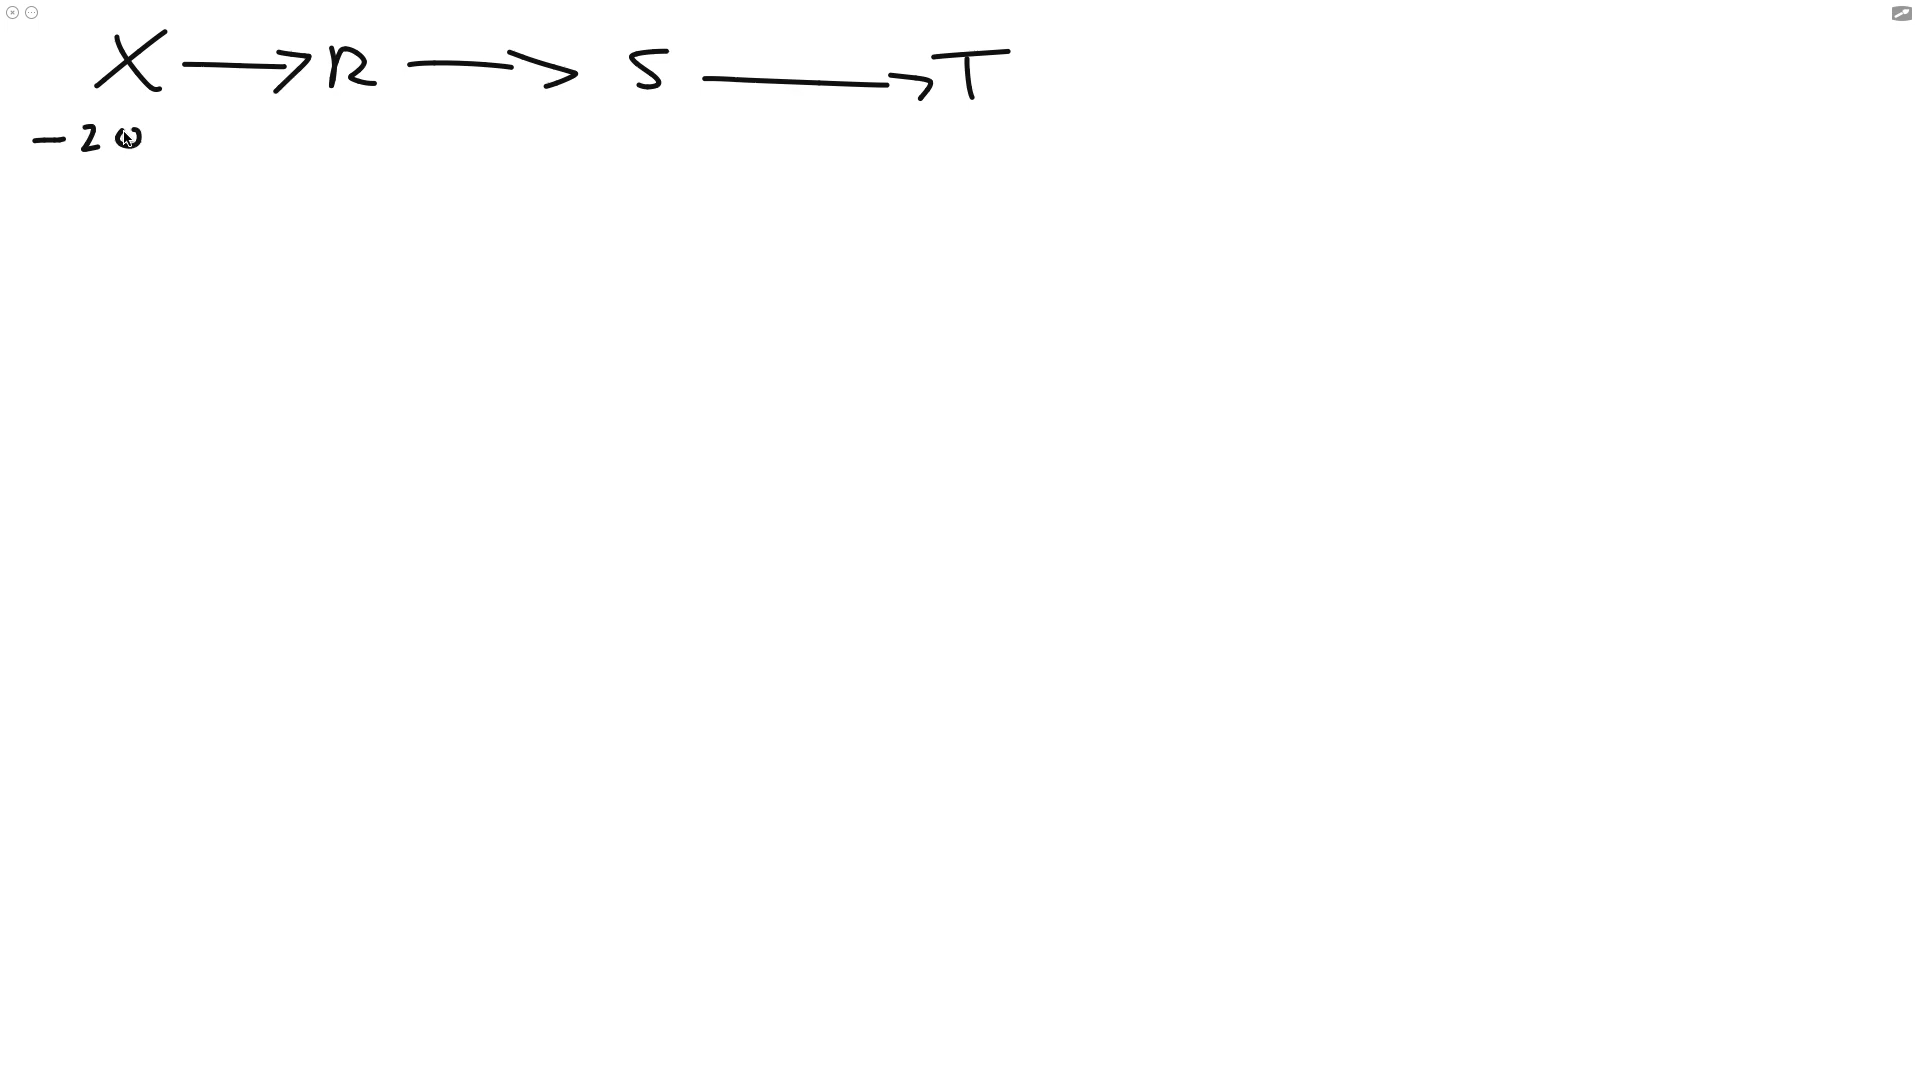 X → R → S → T
- 20